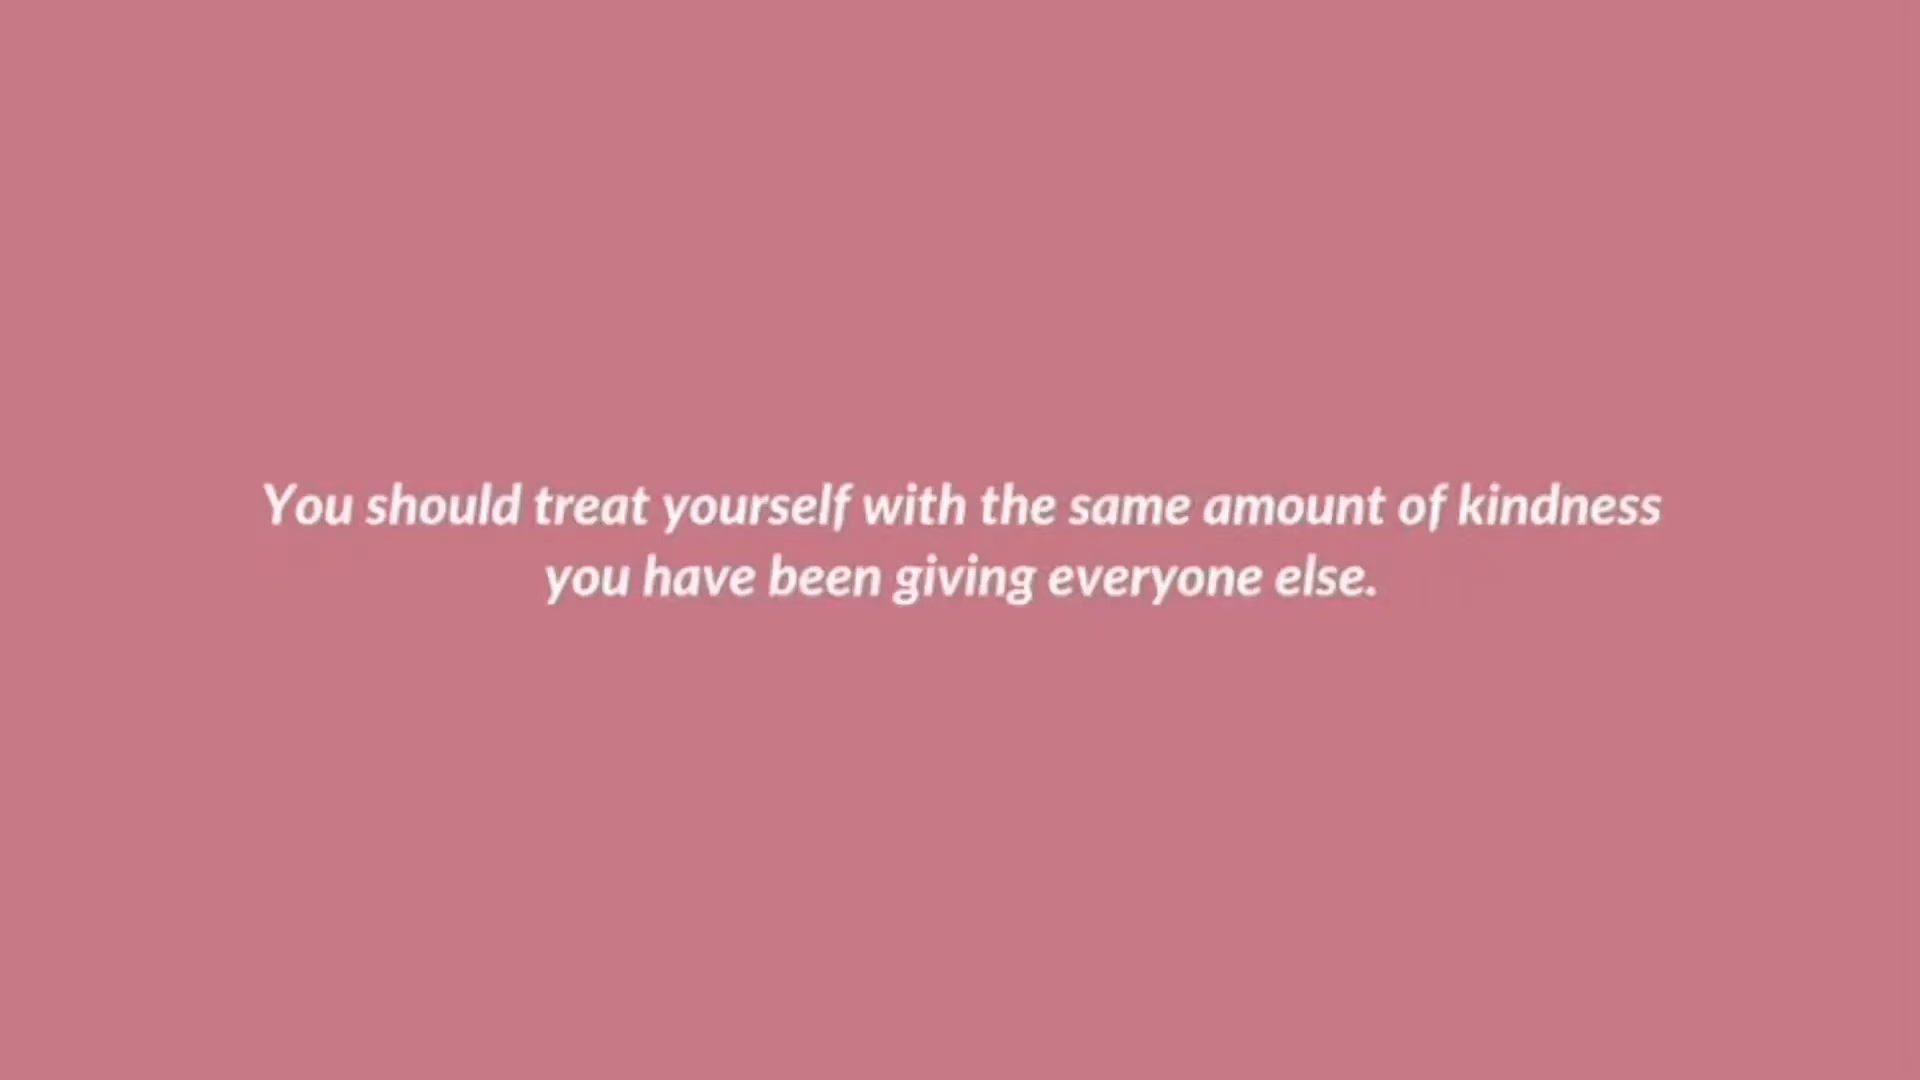 You should treat yourself with the same amount of kindness
you have been giving everyone else.